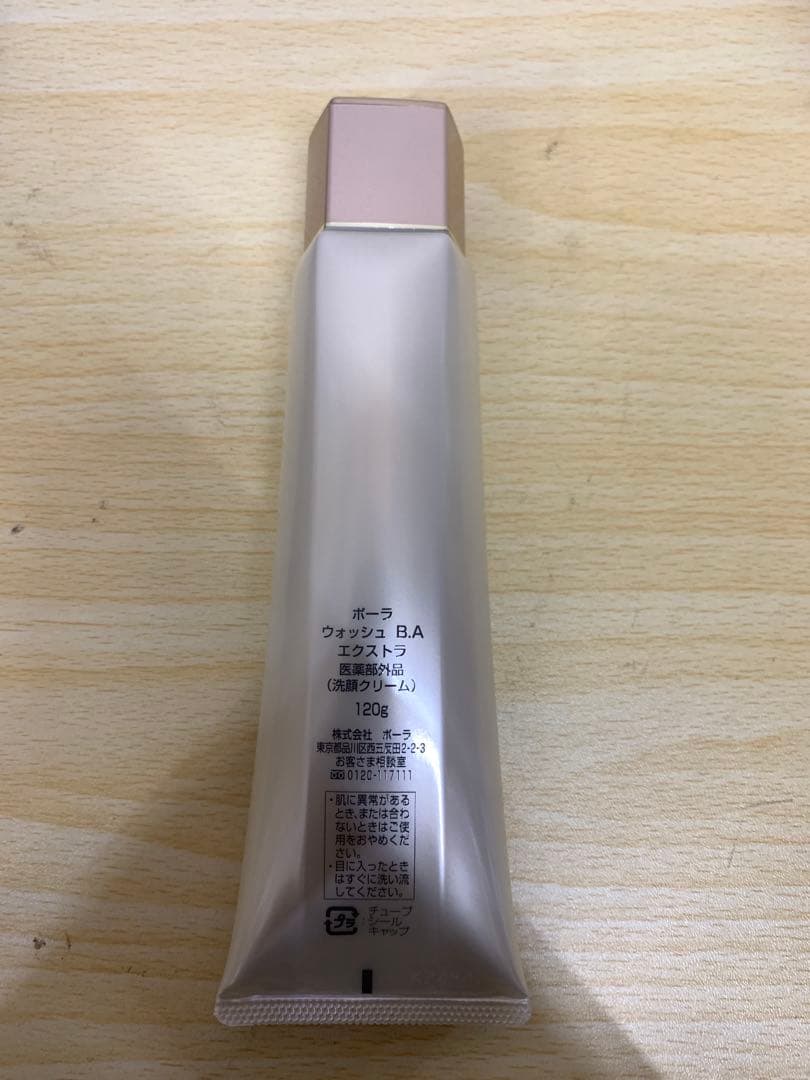 ポーラ
ウォッシュ B.A
エクストラ
医薬部外品
(洗顔クリーム)
120g
株式会社 ポーラ
東京都品川区西五反田2-2-3
お客さま相談室
0120-117111
・肌に異常がある
とき、または合わ
ないときはご使
用をおやめくだ
さい。
・目に入ったとき
はすぐに洗い流
してください。
プラ
チューブ
シール
キャップ